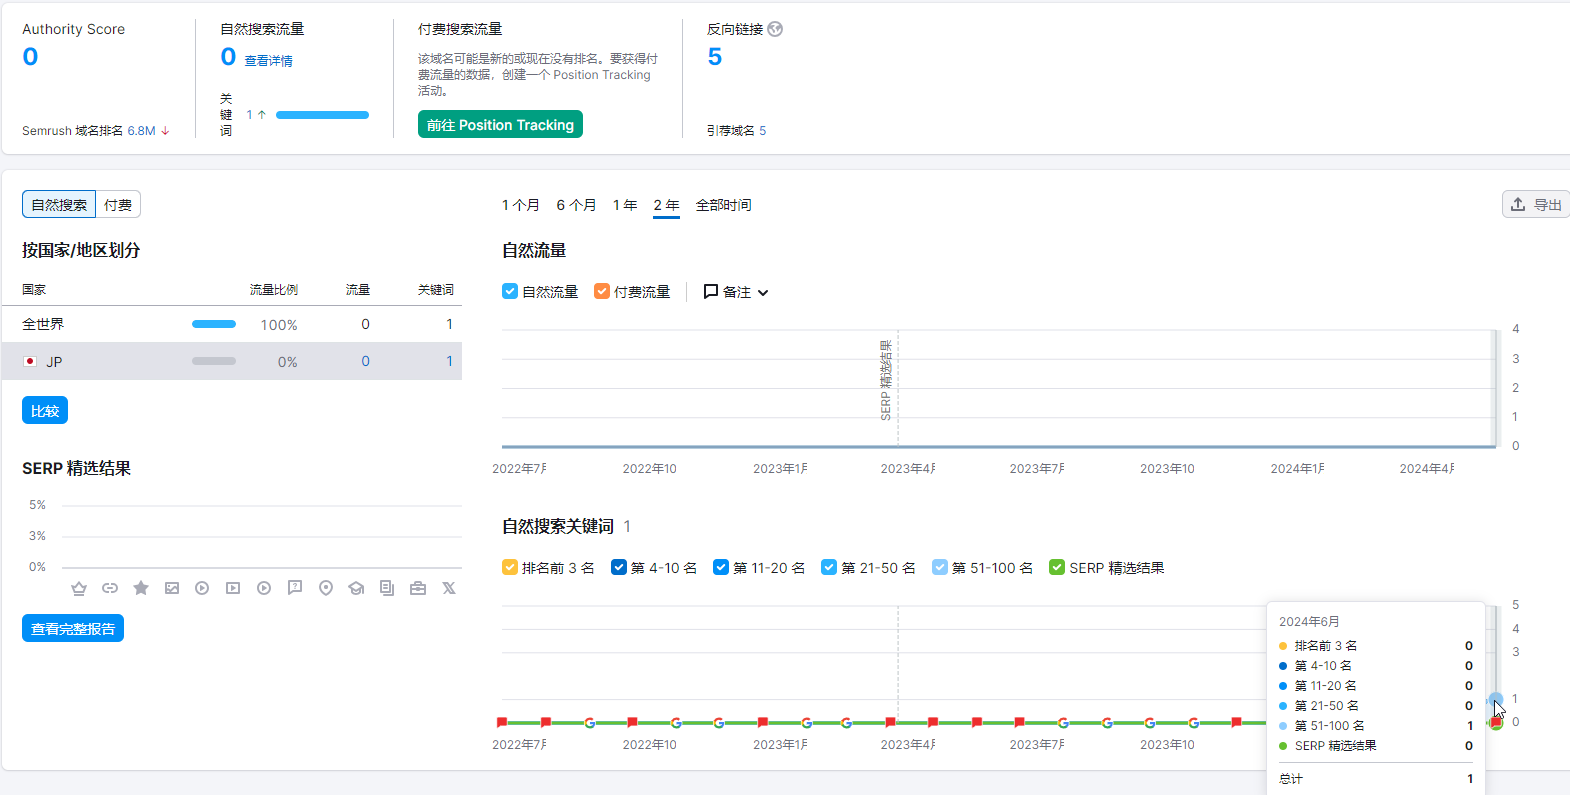 Authority Score
0
Semrush 域名排名 6.8M ↓
自然搜索流量
0 查看详情
关键词
1 ↑
付费搜索流量
该域名可能是新的或现在没有排名。要获得付
费流量的数据，创建一个 Position Tracking
活动。
前往 Position Tracking
反向链接
5
引荐域名 5
自然搜索 付费
按国家/地区划分
国家 流量比例 流量 关键词
全世界 100% 0 1
JP 0% 0 1
比较
SERP 精选结果
5%
3%
0%
查看完整报告
1 个月 6 个月 1 年 2 年 全部时间
导出
自然流量
自然流量 付费流量 备注
SERP 精选结果
4
3
2
1
0
2022年7月 2022年10 2023年1月 2023年4月 2023年7月 2023年10 2024年1月 2024年4月
自然搜索关键词 1
排名前 3 名 第 4-10 名 第 11-20 名 第 21-50 名 第 51-100 名 SERP 精选结果
5
4
3
1
0
2022年7月 2022年10 2023年1月 2023年4月 2023年7月 2023年10
2024年6月
排名前 3 名 0
第 4-10 名 0
第 11-20 名 0
第 21-50 名 0
第 51-100 名 1
SERP 精选结果 0
总计 1